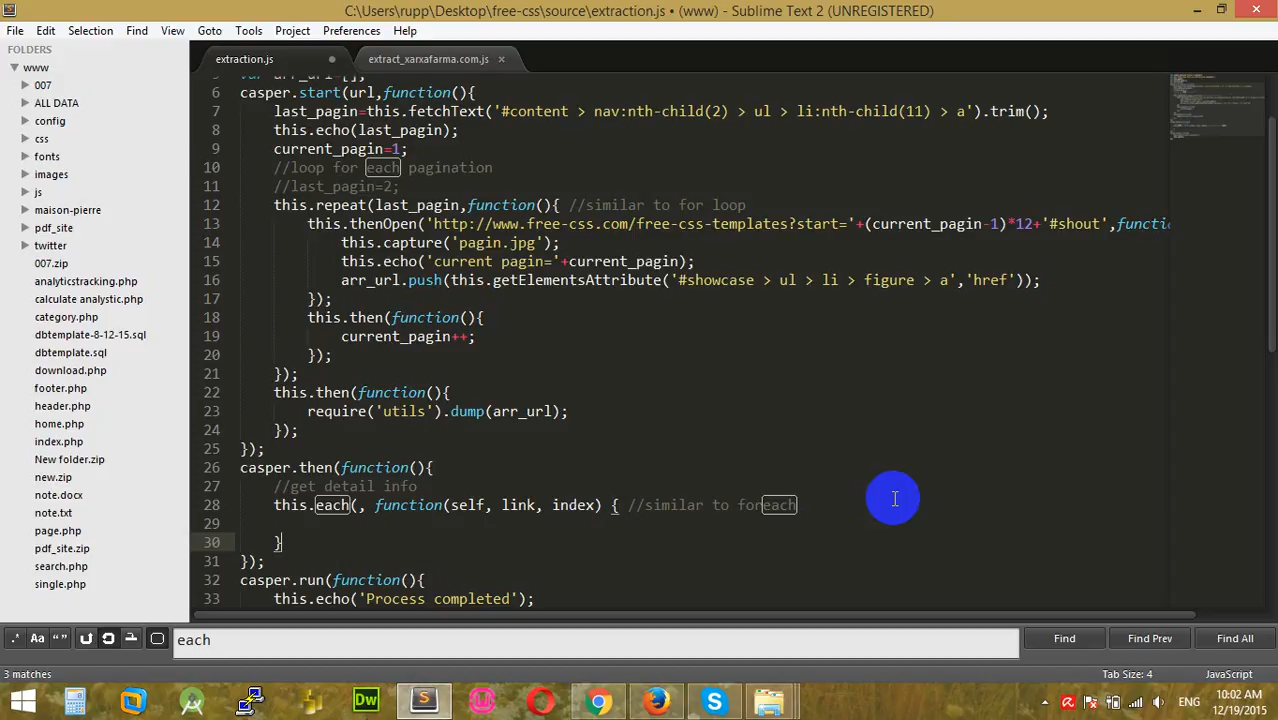 C:\Users\rupp\Desktop\free-css\source\extraction.js • (www) - Sublime Text 2 (UNREGISTERED)
File Edit Selection Find View Goto Tools Project Preferences Help
FOLDERS
www
007
ALL DATA
config
css
fonts
images
js
maison-pierre
pdf_site
twitter
007.zip
analyticstracking.php
calculate analystic.php
category.php
dbtemplate-8-12-15.sql
dbtemplate.sql
download.php
footer.php
header.php
home.php
index.php
New folder.zip
new.zip
note.docx
note.txt
page.php
pdf_site.zip
search.php
single.php
extraction.js
extract_xarxafarma.com.js ×
5 var arr_url=[];
6 casper.start(url,function(){
7 last_pagin=this.fetchText('#content > nav:nth-child(2) > ul > li:nth-child(11) > a').trim();
8 this.echo(last_pagin);
9 current_pagin=1;
10 //loop for each pagination
11 //last_pagin=2;
12 this.repeat(last_pagin,function(){ //similar to for loop
13 this.thenOpen('http://www.free-css.com/free-css-templates?start='+(current_pagin-1)*12+'#shout',functi
14 this.capture('pagin.jpg');
15 this.echo('current pagin='+current_pagin);
16 arr_url.push(this.getElementsAttribute('#showcase > ul > li > figure > a','href'));
17 });
18 this.then(function(){
19 current_pagin++;
20 });
21 });
22 this.then(function(){
23 require('utils').dump(arr_url);
24 });
25 });
26 casper.then(function(){
27 //get detail info
28 this.each(, function(self, link, index) { //similar to foreach
29
30 }
31 });
32 casper.run(function(){
33 this.echo('Process completed');
.* Aa “ ” each Find Find Prev Find All
3 matches Tab Size: 4 JavaScript
Dw S ENG 10:02 AM
12/19/2015